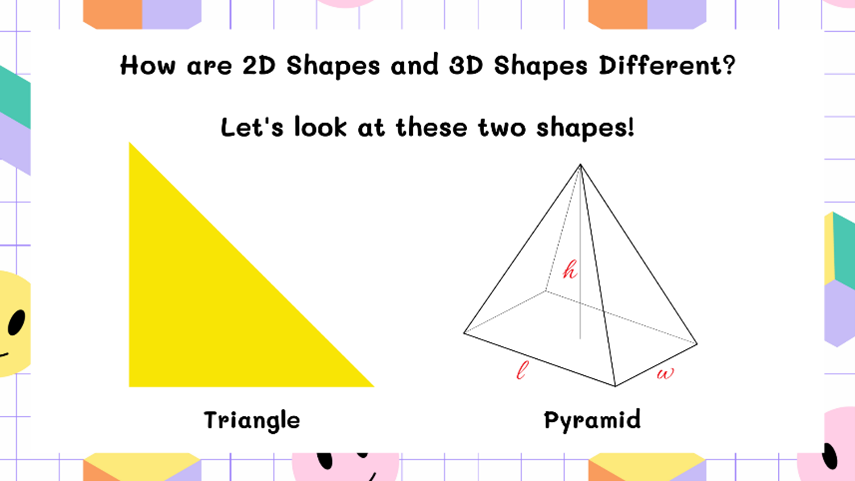 How are 2D Shapes and 3D Shapes Different?
Let's look at these two shapes!
h
l
w
Triangle
Pyramid